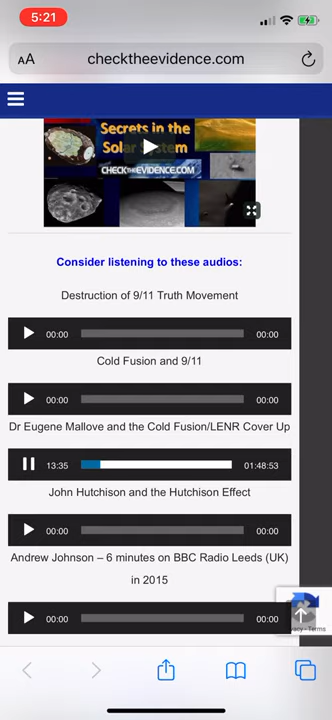 5:21
AA
checktheevidence.com
Secrets in the
Solar System
CHECKTHEEVIDENCE.COM
Consider listening to these audios:
Destruction of 9/11 Truth Movement
00:00 00:00
Cold Fusion and 9/11
00:00 00:00
Dr Eugene Mallove and the Cold Fusion/LENR Cover Up
13:35 01:48:53
John Hutchison and the Hutchison Effect
00:00 00:00
Andrew Johnson – 6 minutes on BBC Radio Leeds (UK)
in 2015
00:00 00:00
Terms